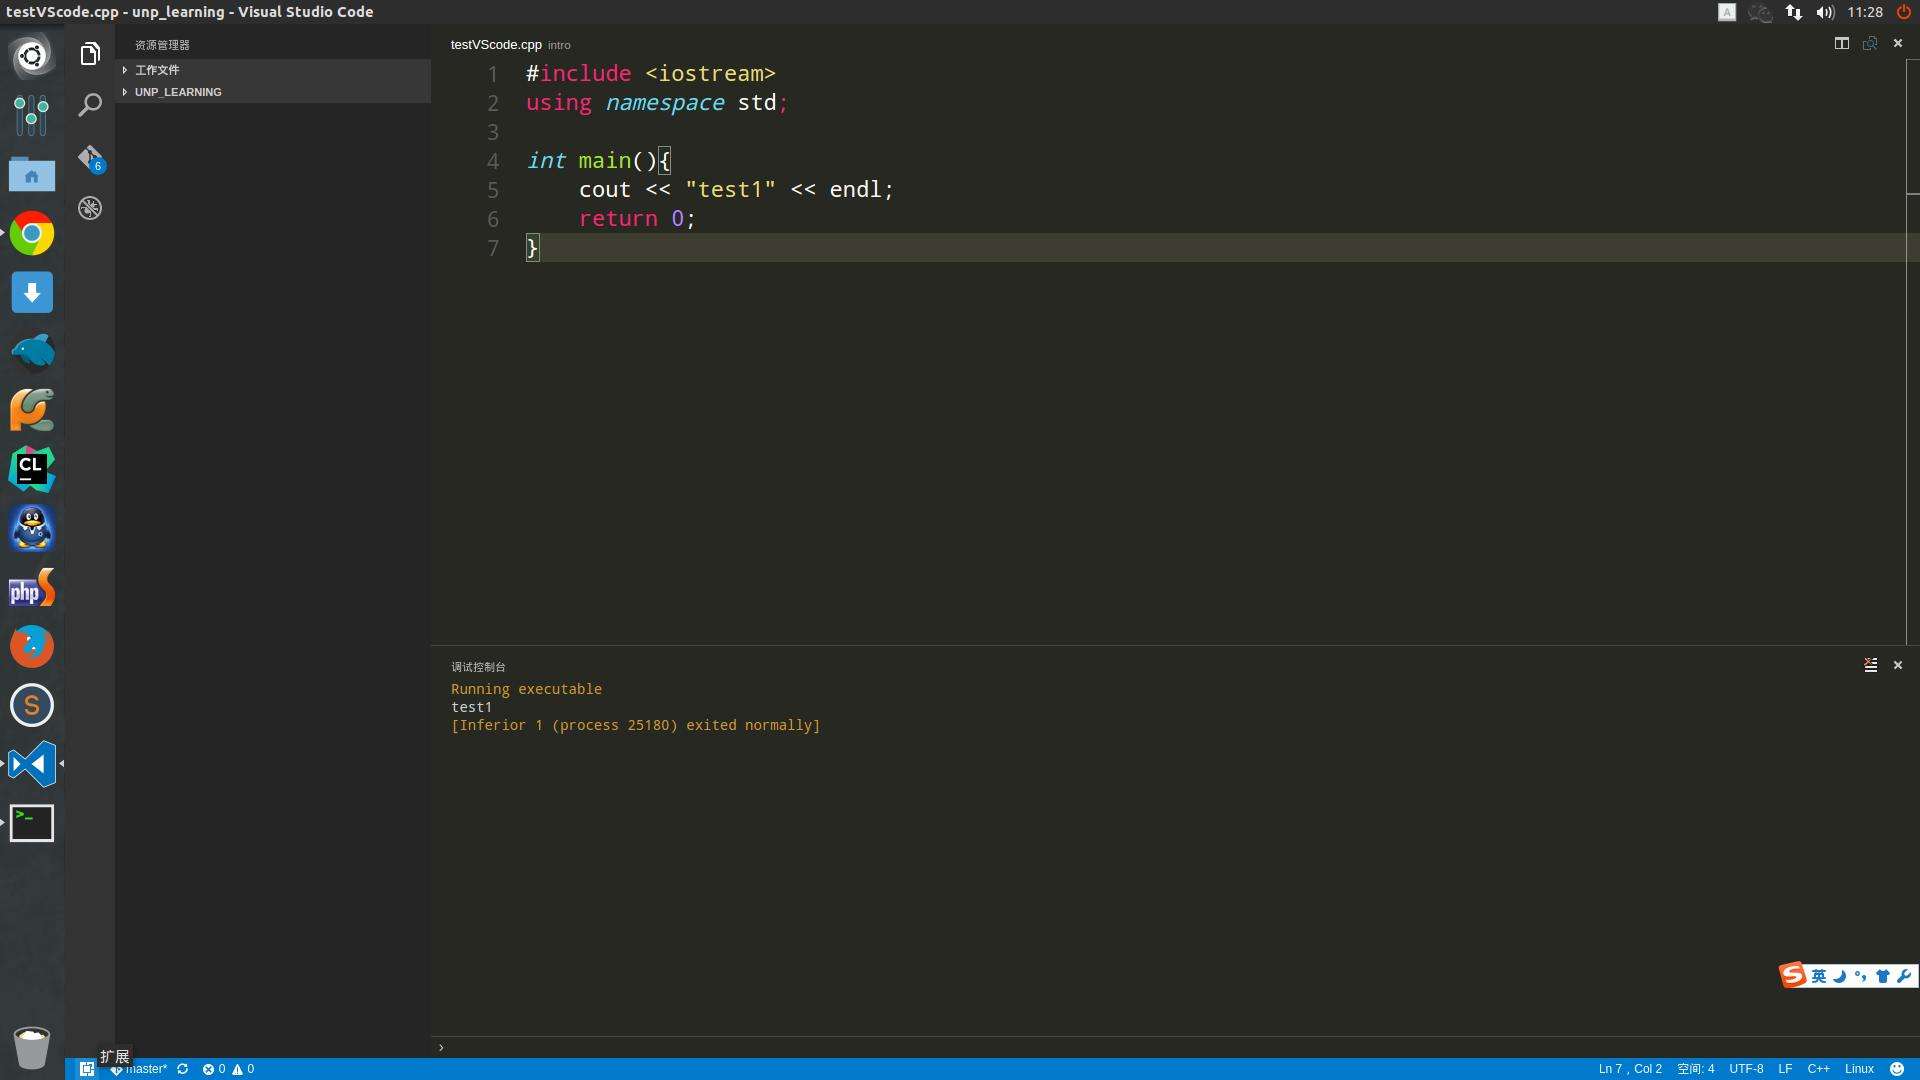 testVScode.cpp - unp_learning - Visual Studio Code
A
11:28
资源管理器
工作文件
UNP_LEARNING
6
testVScode.cpp intro
1 #include <iostream>
2 using namespace std;
3
4 int main(){
5 cout << "test1" << endl;
6 return 0;
7 }
CL
php
S
>_
调试控制台
Running executable
test1
[Inferior 1 (process 25180) exited normally]
S 英
›
扩展
master* 0 0
Ln 7, Col 2 空间: 4 UTF-8 LF C++ Linux